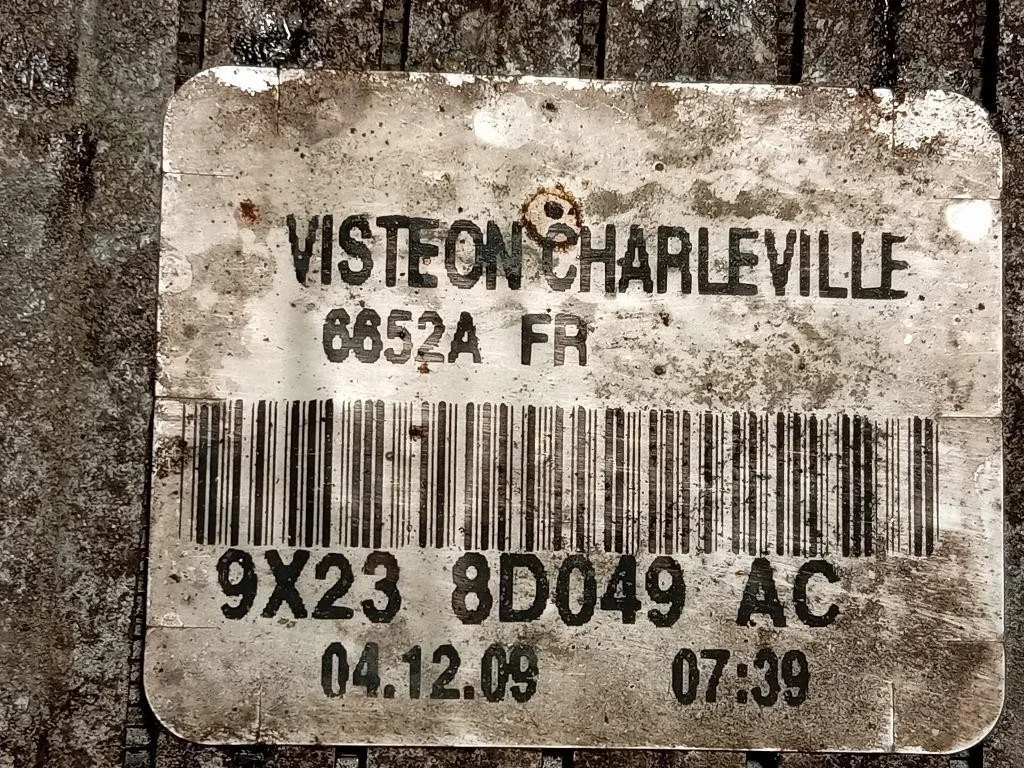 VISTEON CHARLEVILLE
6652A FR
9X23 8D049 AC
04.12.09 07:39